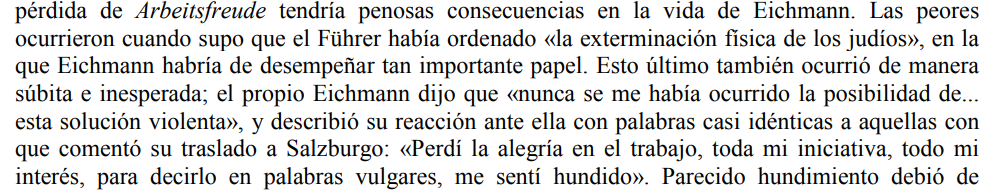 pérdida de Arbeitsfreude tendría penosas consecuencias en la vida de Eichmann. Las peores
ocurrieron cuando supo que el Führer había ordenado «la exterminación física de los judíos», en la
que Eichmann habría de desempeñar tan importante papel. Esto último también ocurrió de manera
súbita e inesperada; el propio Eichmann dijo que «nunca se me había ocurrido la posibilidad de...
esta solución violenta», y describió su reacción ante ella con palabras casi idénticas a aquellas con
que comentó su traslado a Salzburgo: «Perdí la alegría en el trabajo, toda mi iniciativa, todo mi
interés, para decirlo en palabras vulgares, me sentí hundido». Parecido hundimiento debió de